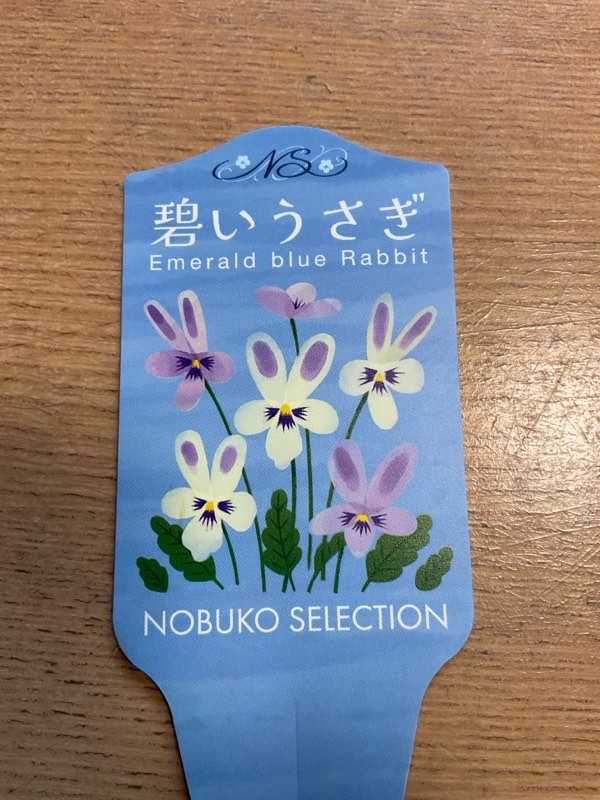 NS
碧いうさぎ
Emerald blue Rabbit
NOBUKO SELECTION